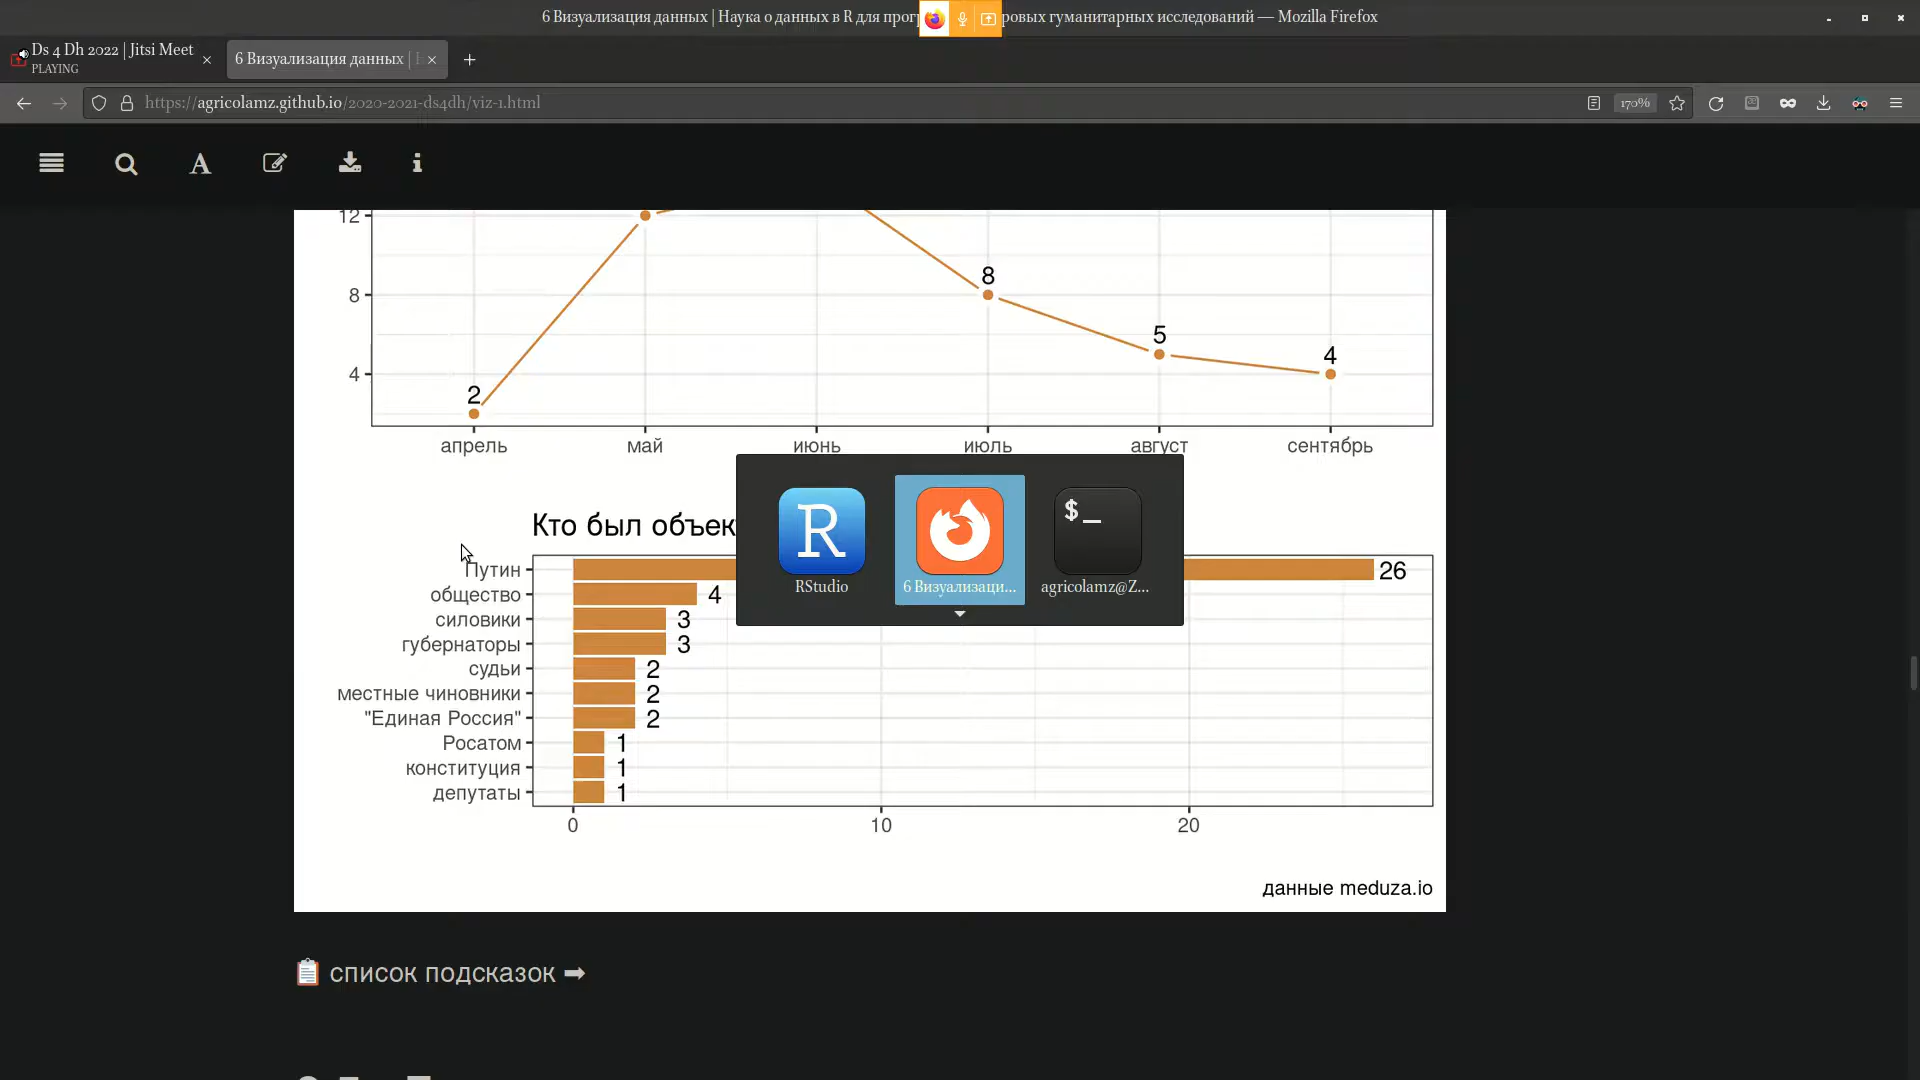 6 Визуализация данных | Наука о данных в R для прог
ровых гуманитарных исследований — Mozilla Firefox
Ds 4 Dh 2022 | Jitsi Meet
PLAYING
6 Визуализация данных |
https://agricolamz.github.io/2020-2021-ds4dh/viz-1.html
170%
12
8
4
2
8
5
4
апрель
май
июнь
июль
август
сентябрь
Кто был объек
Путин
26
общество
4
силовики
3
губернаторы
3
судьи
2
местные чиновники
2
"Единая Россия"
2
Росатом
1
конституция
1
депутаты
1
0
10
20
данные meduza.io
R
$_
RStudio
6 Визуализаци...
agricolamz@Z...
список подсказок ➡